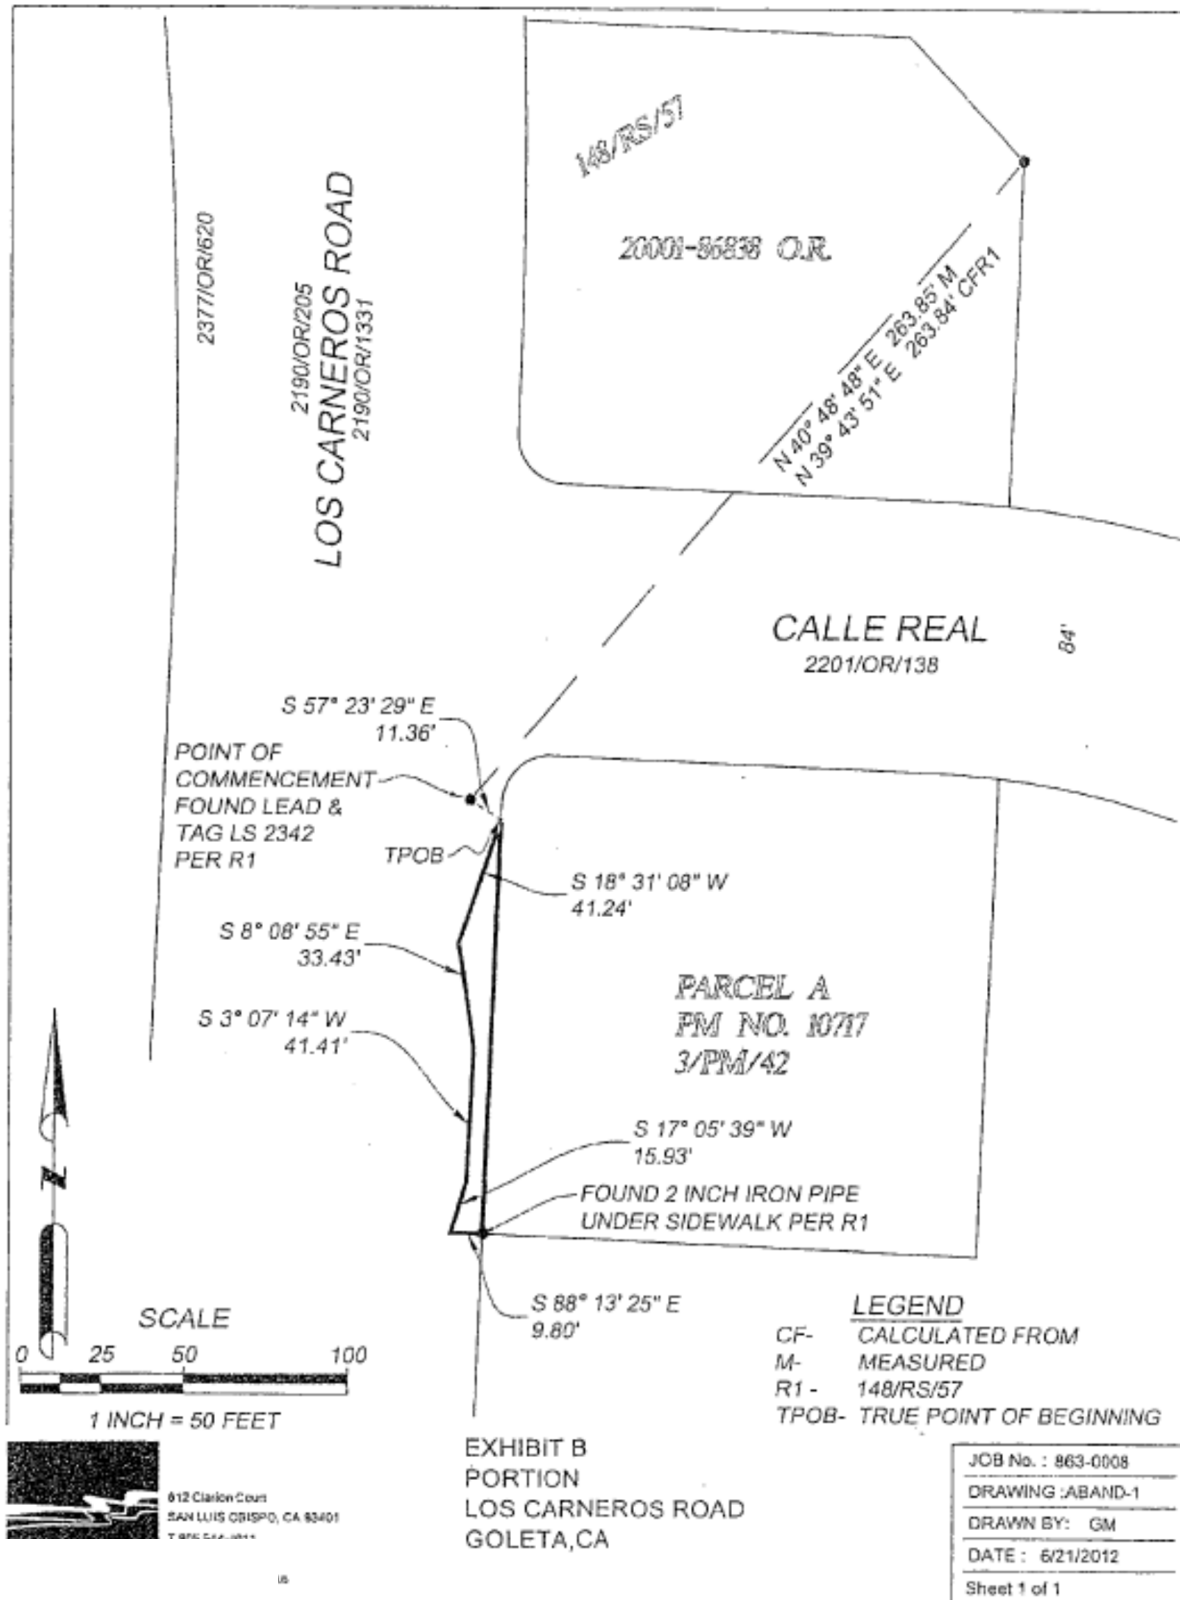 148/RS/57
20001-86838 O.R.
2377/OR/620
2190/OR/205
LOS CARNEROS ROAD
2190/OR/1331
N 40° 48' 48" E 263.85' M
N 39° 43' 51" E 263.84' CFR1
CALLE REAL
2201/OR/138
84'
S 57° 23' 29" E
11.36'
POINT OF
COMMENCEMENT
FOUND LEAD &
TAG LS 2342
PER R1
TPOB
S 18° 31' 08" W
41.24'
S 8° 08' 55" E
33.43'
PARCEL A
PM NO. 10717
3/PM/42
S 3° 07' 14" W
41.41'
S 17° 05' 39" W
15.93'
FOUND 2 INCH IRON PIPE
UNDER SIDEWALK PER R1
S 88° 13' 25" E
9.80'
N
SCALE
0 25 50 100
1 INCH = 50 FEET
LEGEND
CF- CALCULATED FROM
M- MEASURED
R1 - 148/RS/57
TPOB- TRUE POINT OF BEGINNING
612 Clarion Court
SAN LUIS OBISPO, CA 93401
EXHIBIT B
PORTION
LOS CARNEROS ROAD
GOLETA,CA
JOB No. : 863-0008
DRAWING :ABAND-1
DRAWN BY: GM
DATE : 6/21/2012
Sheet 1 of 1